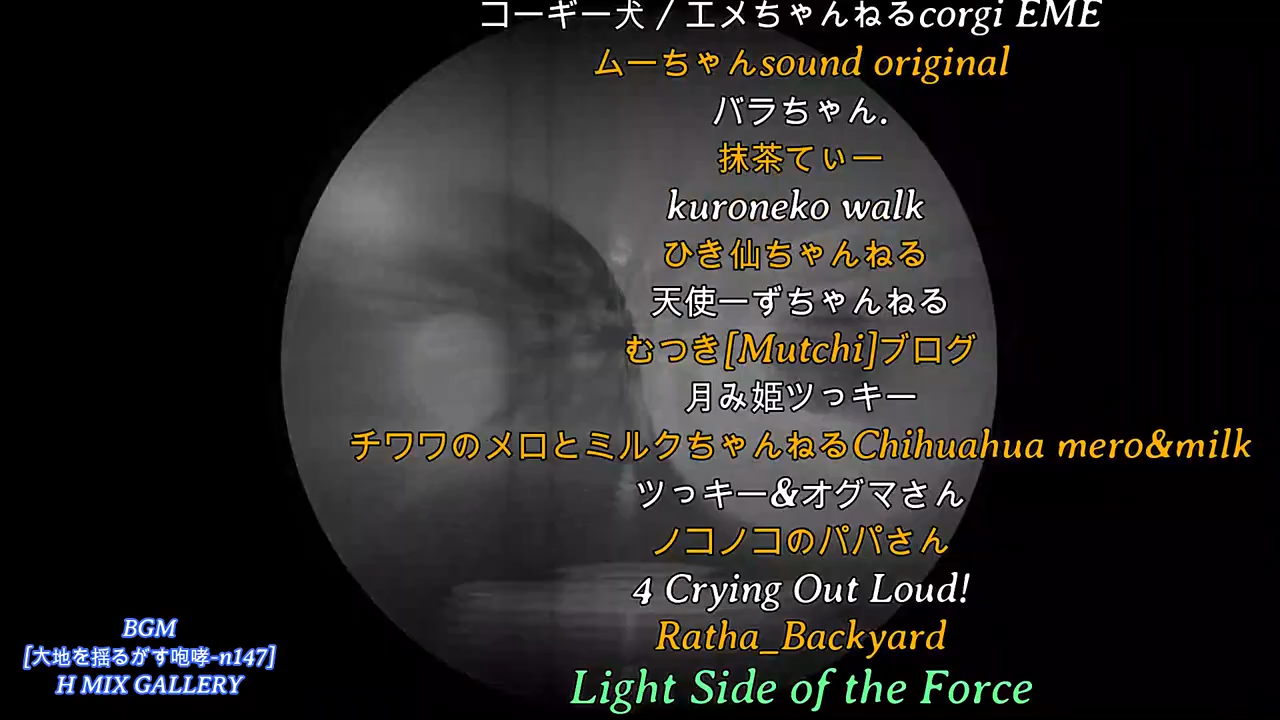 コーギー犬 / エメちゃんねるcorgi EME
ムーちゃんsound original
バラちゃん.
抹茶てぃー
kuroneko walk
ひき仙ちゃんねる
天使一ずちゃんねる
むつき[Mutchi]ブログ
月み姫ツっキー
チワワのメロとミルクちゃんねるChihuahua mero&milk
ツっキー&オグマさん
ノコノコのパパさん
4 Crying Out Loud!
Ratha_Backyard
Light Side of the Force
BGM
[大地を揺るがす咆哮-n147]
H MIX GALLERY